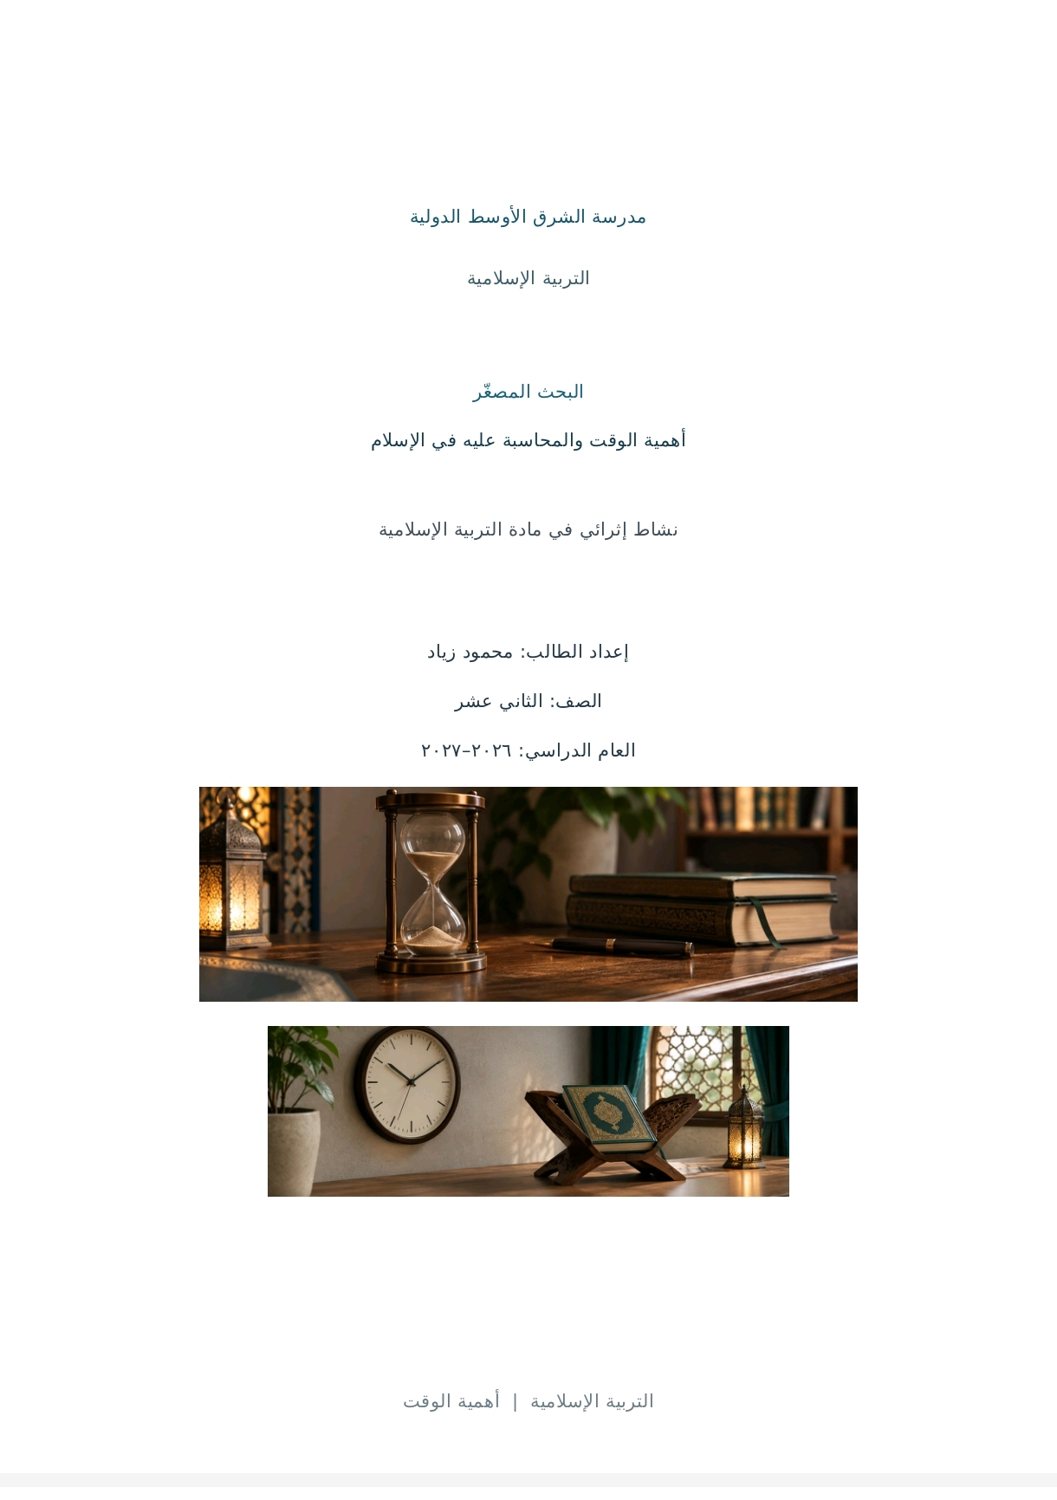 مدرسة الشرق الأوسط الدولية
التربية الإسلامية
البحث المصغّر
أهمية الوقت والمحاسبة عليه في الإسلام
نشاط إثرائي في مادة التربية الإسلامية
إعداد الطالب: محمود زياد
الصف: الثاني عشر
العام الدراسي: ٢٠٢٦–٢٠٢٧
التربية الإسلامية | أهمية الوقت